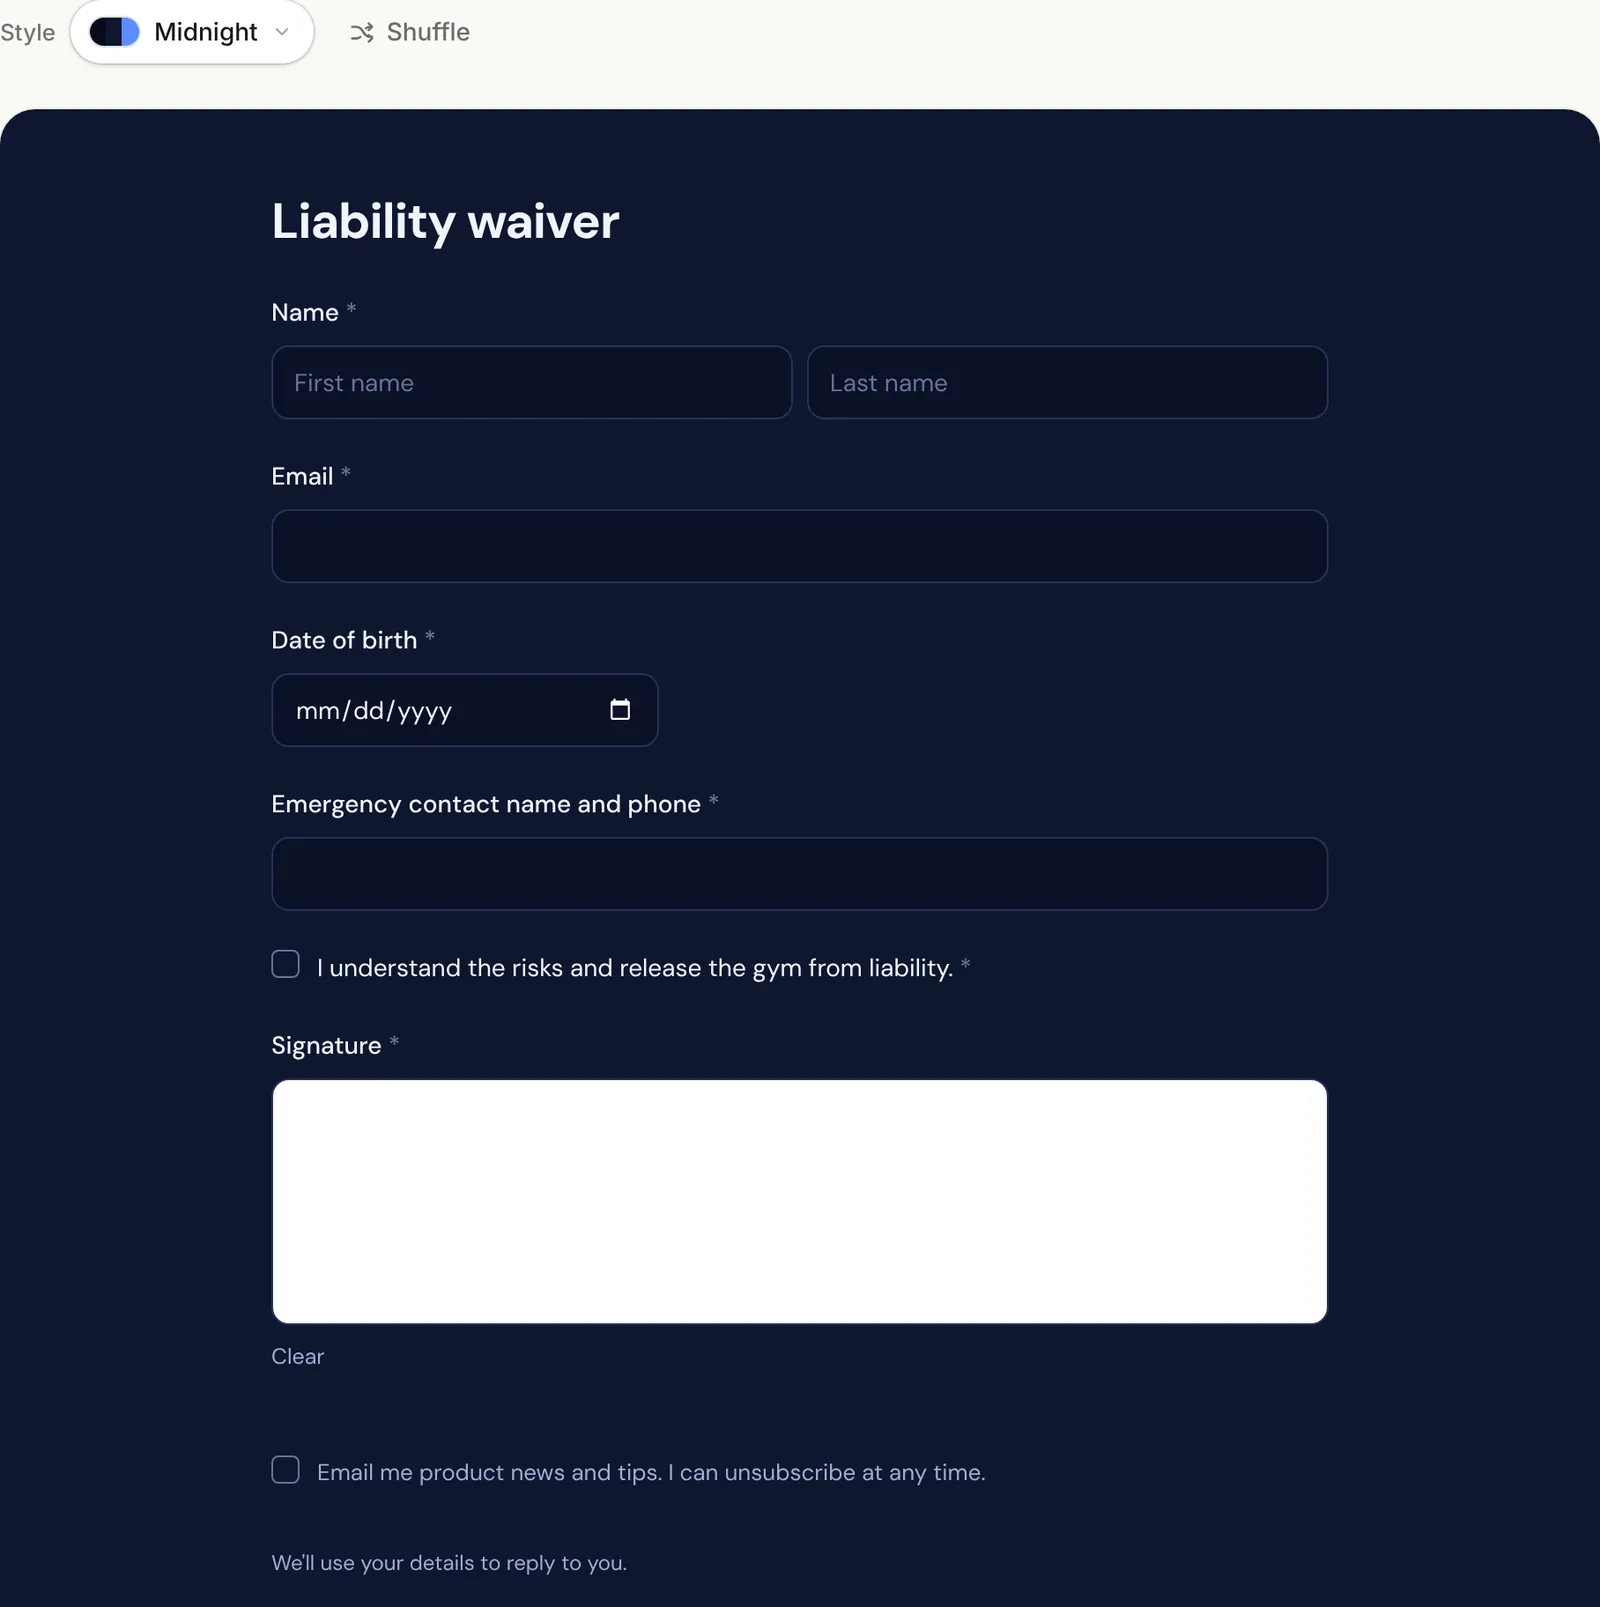 Style Midnight Shuffle
Liability waiver
Name *
First name Last name
Email *
Date of birth *
mm/dd/yyyy
Emergency contact name and phone *
I understand the risks and release the gym from liability. *
Signature *
Clear
Email me product news and tips. I can unsubscribe at any time.
We'll use your details to reply to you.